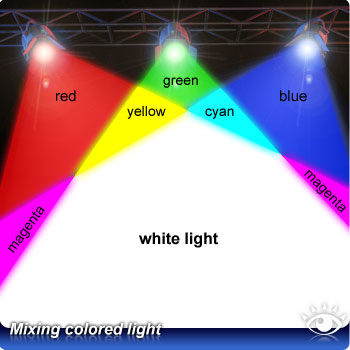 green
red
blue
yellow
cyan
magenta
magenta
white light
Mixing colored light